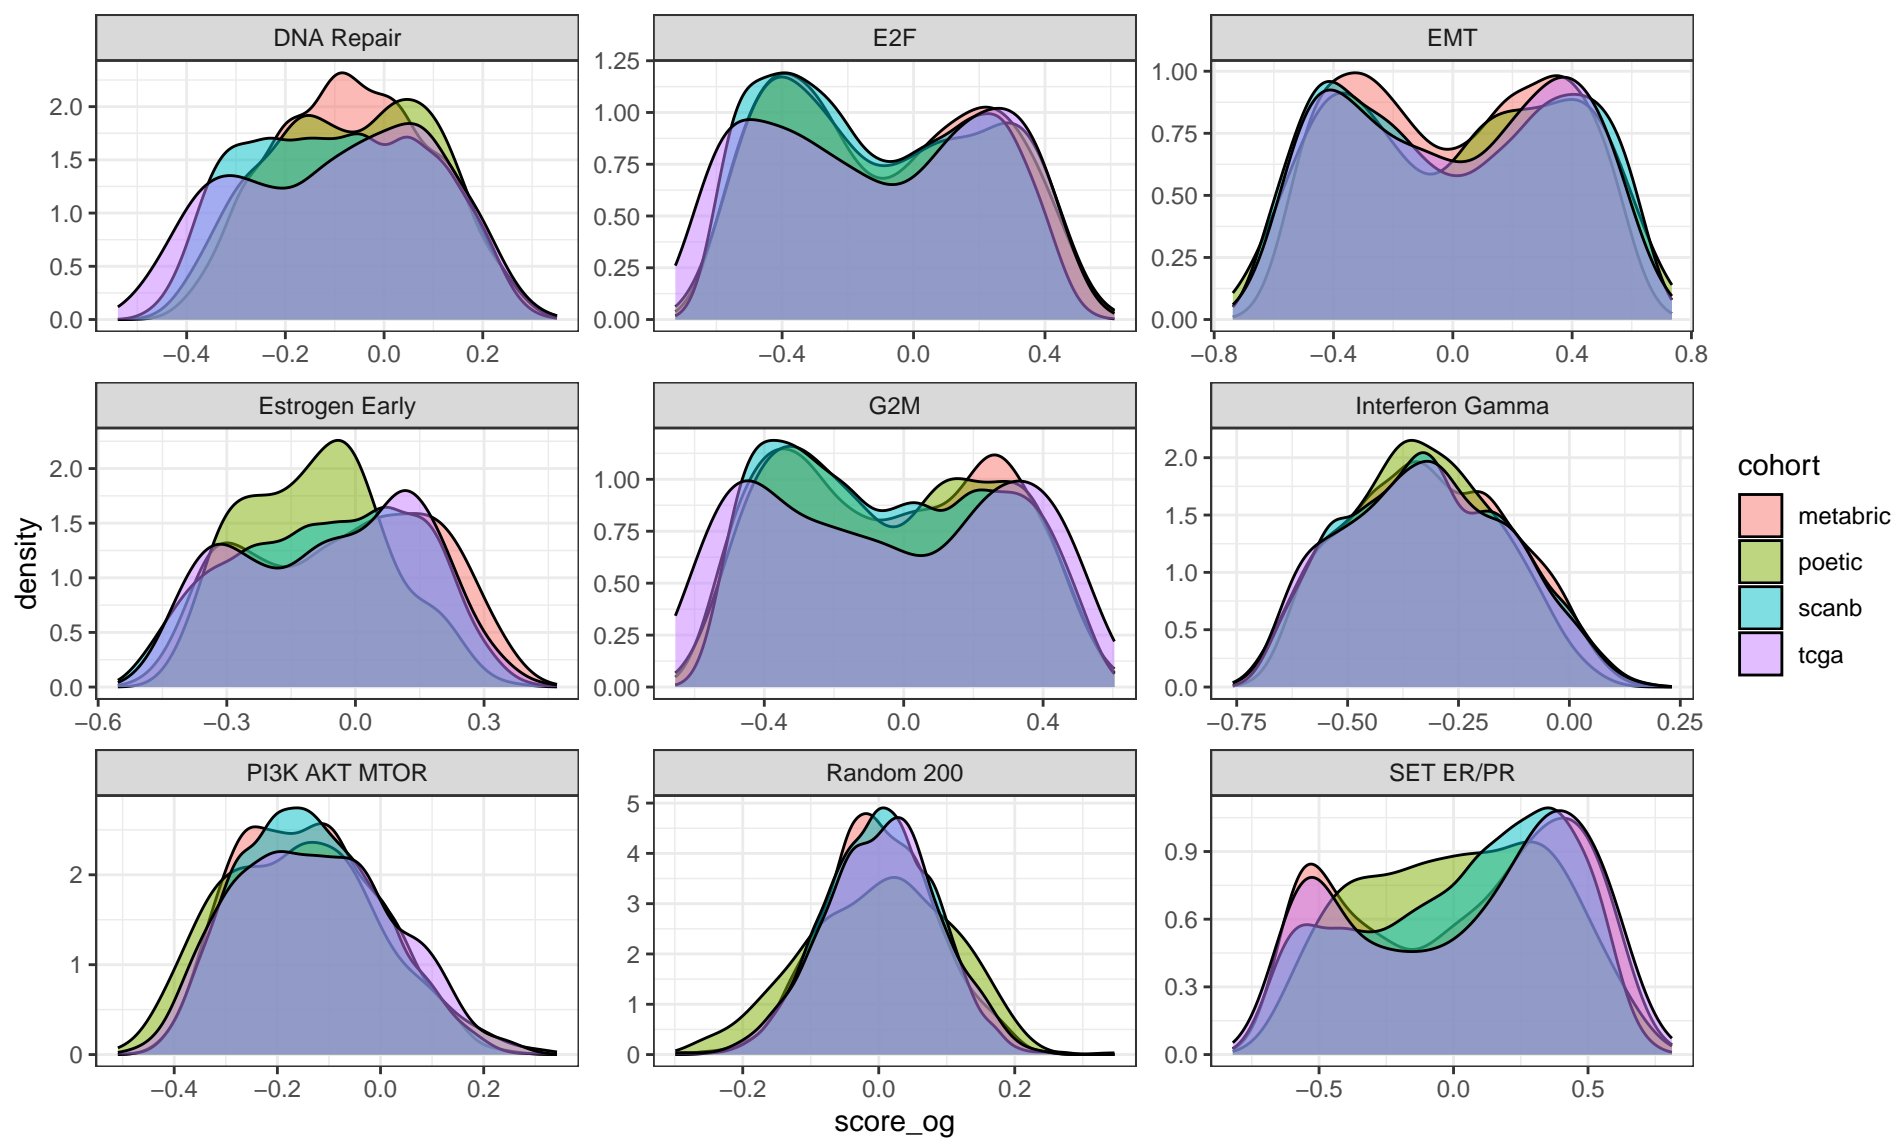 DNA Repair
E2F
EMT
2.0
1.5
1.0
0.5
0.0
1.25
1.00
0.75
0.50
0.25
0.00
1.00
0.75
0.50
0.25
0.00
−0.4 −0.2 0.0 0.2
−0.4 0.0 0.4
−0.8 −0.4 0.0 0.4 0.8
Estrogen Early
G2M
Interferon Gamma
2.0
1.5
1.0
0.5
0.0
1.00
0.75
0.50
0.25
0.00
2.0
1.5
1.0
0.5
0.0
−0.6 −0.3 0.0 0.3
−0.4 0.0 0.4
−0.75 −0.50 −0.25 0.00 0.25
PI3K AKT MTOR
Random 200
SET ER/PR
2
1
0
5
4
3
2
1
0
0.9
0.6
0.3
0.0
−0.4 −0.2 0.0 0.2
−0.2 0.0 0.2
−0.5 0.0 0.5
density
score_og
cohort
metabric
poetic
scanb
tcga